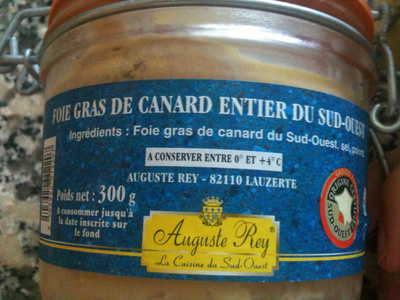 FOIE GRAS DE CANARD ENTIER DU SUD-OUEST
Ingrédients : Foie gras de canard du Sud-Ouest, sel, poivre
A CONSERVER ENTRE 0° ET +4°C
AUGUSTE REY - 82110 LAUZERTE
Poids net : 300 g
A consommer jusqu'à
la date inscrite sur
le fond
Auguste Rey
La Cuisine du Sud-Ouest
ORIGINE